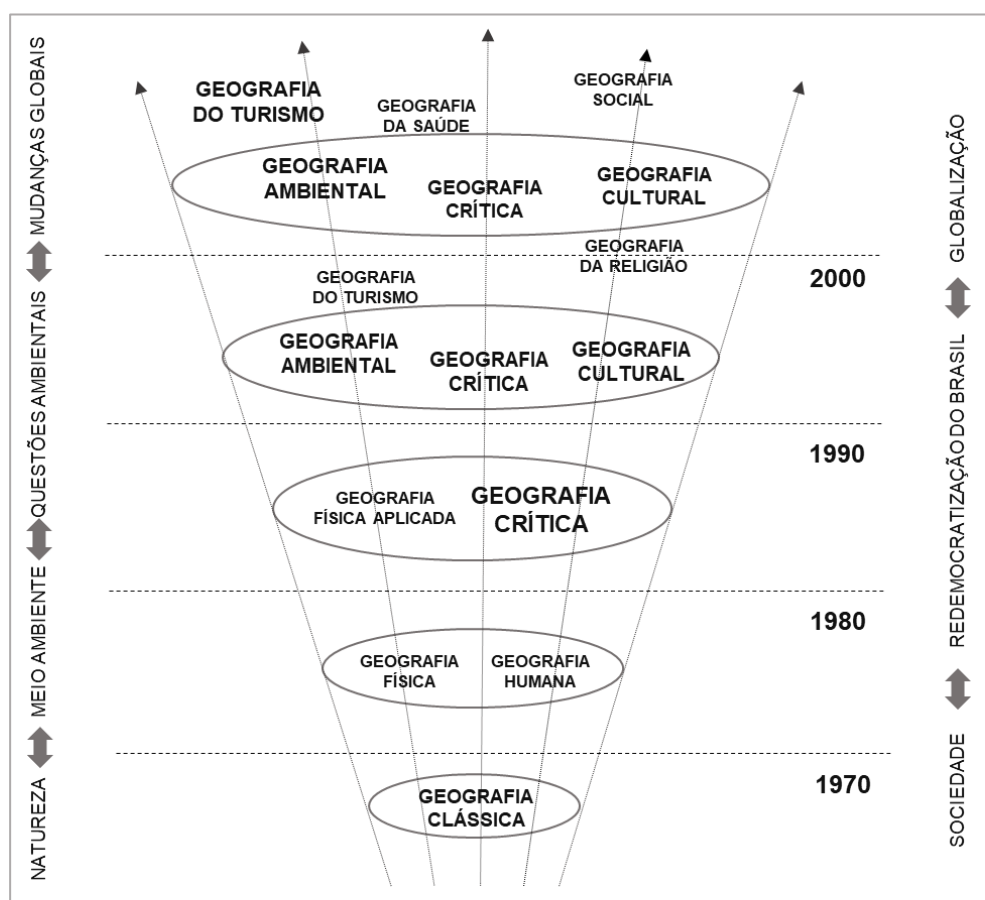 GEOGRAFIA
DO TURISMO
GEOGRAFIA
DA SAÚDE
GEOGRAFIA
SOCIAL
GEOGRAFIA
AMBIENTAL
GEOGRAFIA
CRÍTICA
GEOGRAFIA
CULTURAL
GEOGRAFIA
DA RELIGIÃO
2000
GEOGRAFIA
DO TURISMO
GEOGRAFIA
AMBIENTAL
GEOGRAFIA
CRÍTICA
GEOGRAFIA
CULTURAL
1990
GEOGRAFIA
FÍSICA APLICADA
GEOGRAFIA
CRÍTICA
1980
GEOGRAFIA
FÍSICA
GEOGRAFIA
HUMANA
1970
GEOGRAFIA
CLÁSSICA
MUDANÇAS GLOBAIS
QUESTÕES AMBIENTAIS
MEIO AMBIENTE
NATUREZA
GLOBALIZAÇÃO
REDEMOCRATIZAÇÃO DO BRASIL
SOCIEDADE